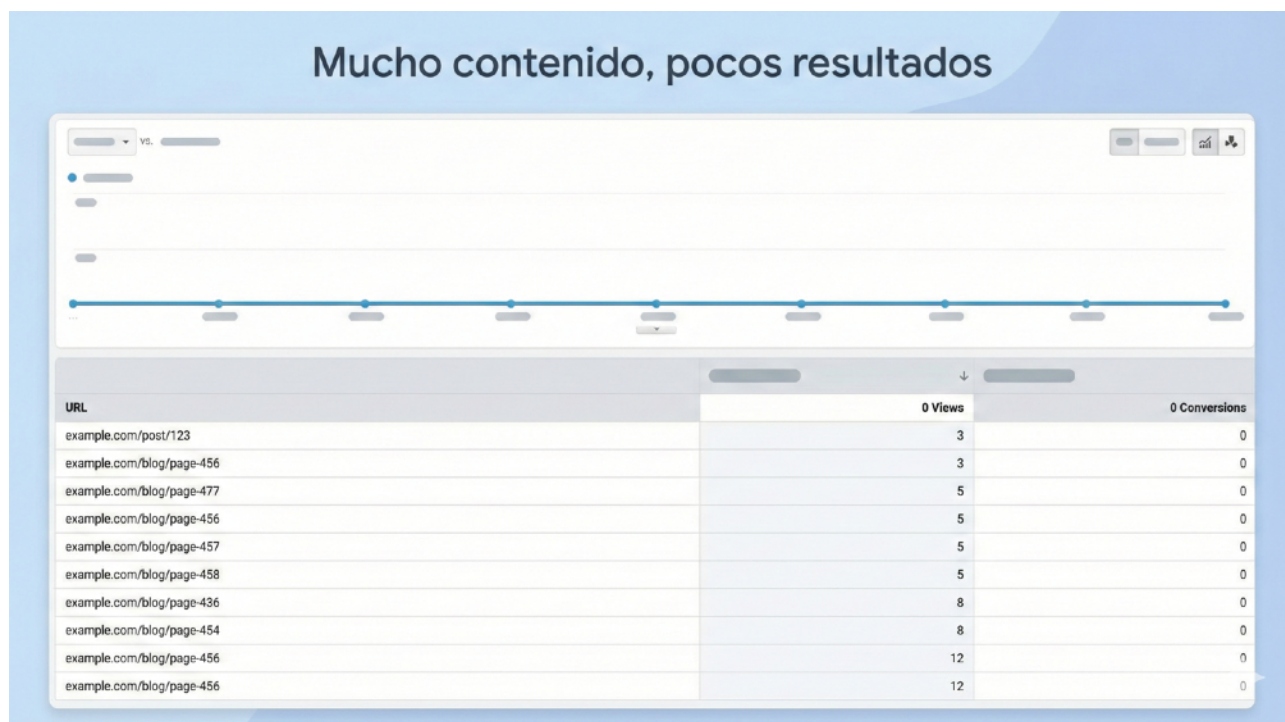 Mucho contenido, pocos resultados
vs.
...
URL 0 Views 0 Conversions
example.com/post/123 3 0
example.com/blog/page-456 3 0
example.com/blog/page-477 5 0
example.com/blog/page-456 5 0
example.com/blog/page-457 5 0
example.com/blog/page-458 5 0
example.com/blog/page-436 8 0
example.com/blog/page-454 8 0
example.com/blog/page-456 12 0
example.com/blog/page-456 12 0